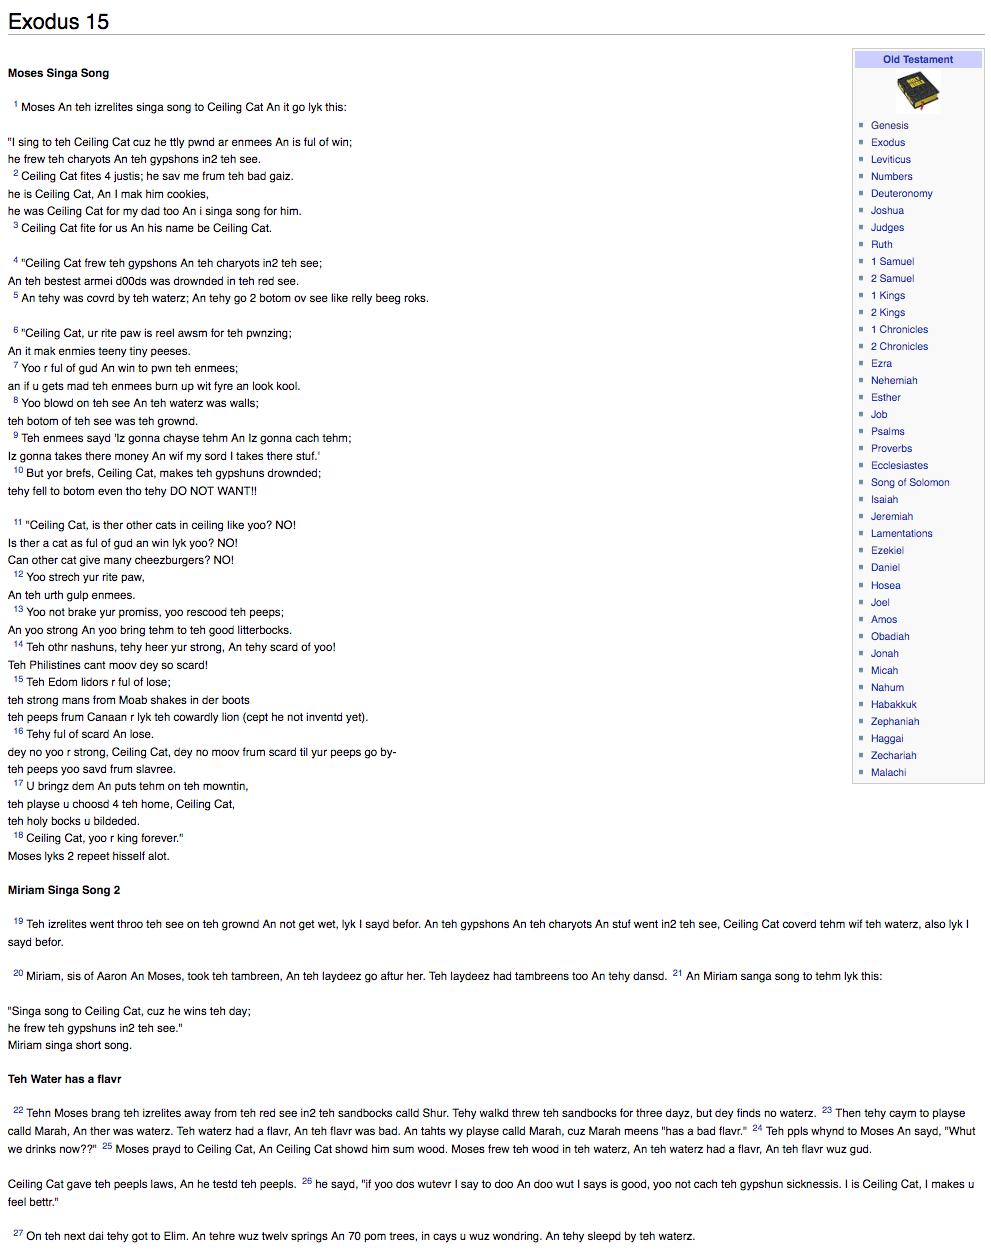 Exodus 15
Moses Singa Song
1 Moses An teh izrelites singa song to Ceiling Cat An it go lyk this:
"I sing to teh Ceiling Cat cuz he ttly pwnd ar enmees An is ful of win;
he frew teh charyots An teh gypshons in2 teh see.
2 Ceiling Cat fites 4 justis; he sav me frum teh bad gaiz.
he is Ceiling Cat, An I mak him cookies,
he was Ceiling Cat for my dad too An i singa song for him.
3 Ceiling Cat fite for us An his name be Ceiling Cat.
4 "Ceiling Cat frew teh gypshons An teh charyots in2 teh see;
An teh bestest armei d00ds was drownded in teh red see.
5 An tehy was covrd by teh waterz; An tehy go 2 botom ov see like relly beeg roks.
6 "Ceiling Cat, ur rite paw is reel awsm for teh pwnzing;
An it mak enmies teeny tiny peeses.
7 Yoo r ful of gud An win to pwn teh enmees;
an if u gets mad teh enmees burn up wit fyre an look kool.
8 Yoo blowd on teh see An teh waterz was walls;
teh botom of teh see was teh grownd.
9 Teh enmees sayd 'Iz gonna chayse tehm An Iz gonna cach tehm;
Iz gonna takes there money An wif my sord I takes there stuf.'
10 But yor brefs, Ceiling Cat, makes teh gypshuns drownded;
tehy fell to botom even tho tehy DO NOT WANT!!
11 "Ceiling Cat, is ther other cats in ceiling like yoo? NO!
Is ther a cat as ful of gud an win lyk yoo? NO!
Can other cat give many cheezburgers? NO!
12 Yoo strech yur rite paw,
An teh urth gulp enmees.
13 Yoo not brake yur promiss, yoo rescood teh peeps;
An yoo strong An yoo bring tehm to teh good litterbocks.
14 Teh othr nashuns, tehy heer yur strong, An tehy scard of yoo!
Teh Philistines cant moov dey so scard!
15 Teh Edom lidors r ful of lose;
teh strong mans from Moab shakes in der boots
teh peeps frum Canaan r lyk teh cowardly lion (cept he not inventd yet).
16 Tehy ful of scard An lose.
dey no yoo r strong, Ceiling Cat, dey no moov frum scard til yur peeps go by-
teh peeps yoo savd frum slavree.
17 U bringz dem An puts tehm on teh mowntin,
teh playse u choosd 4 teh home, Ceiling Cat,
teh holy bocks u bildeded.
18 Ceiling Cat, yoo r king forever."
Moses lyks 2 repeet hisself alot.
Miriam Singa Song 2
19 Teh izrelites went throo teh see on teh grownd An not get wet, lyk I sayd befor. An teh gypshons An teh charyots An stuf went in2 teh see, Ceiling Cat coverd tehm wif teh waterz, also lyk I
sayd befor.
20 Miriam, sis of Aaron An Moses, took teh tambreen, An teh laydeez go aftur her. Teh laydeez had tambreens too An tehy dansd. 21 An Miriam sanga song to tehm lyk this:
"Singa song to Ceiling Cat, cuz he wins teh day;
he frew teh gypshuns in2 teh see."
Miriam singa short song.
Teh Water has a flavr
22 Tehn Moses brang teh izrelites away from teh red see in2 teh sandbocks calld Shur. Tehy walkd threw teh sandbocks for three dayz, but dey finds no waterz. 23 Then tehy caym to playse
calld Marah, An ther was waterz. Teh waterz had a flavr, An teh flavr was bad. An tahts wy playse calld Marah, cuz Marah meens "has a bad flavr." 24 Teh ppls whynd to Moses An sayd, "Whut
we drinks now??" 25 Moses prayd to Ceiling Cat, An Ceiling Cat showd him sum wood. Moses frew teh wood in teh waterz, An teh waterz had a flavr, An teh flavr wuz gud.
Ceiling Cat gave teh peepls laws, An he testd teh peepls. 26 he sayd, "if yoo dos wutevr I say to doo An doo wut I says is good, yoo not cach teh gypshun sicknessis. I is Ceiling Cat, I makes u
feel bettr."
27 On teh next dai tehy got to Elim. An tehre wuz twelv springs An 70 pom trees, in cays u wuz wondring. An tehy sleepd by teh waterz.
Old Testament
HOLY BIBLE
Genesis
Exodus
Leviticus
Numbers
Deuteronomy
Joshua
Judges
Ruth
1 Samuel
2 Samuel
1 Kings
2 Kings
1 Chronicles
2 Chronicles
Ezra
Nehemiah
Esther
Job
Psalms
Proverbs
Ecclesiastes
Song of Solomon
Isaiah
Jeremiah
Lamentations
Ezekiel
Daniel
Hosea
Joel
Amos
Obadiah
Jonah
Micah
Nahum
Habakkuk
Zephaniah
Haggai
Zechariah
Malachi